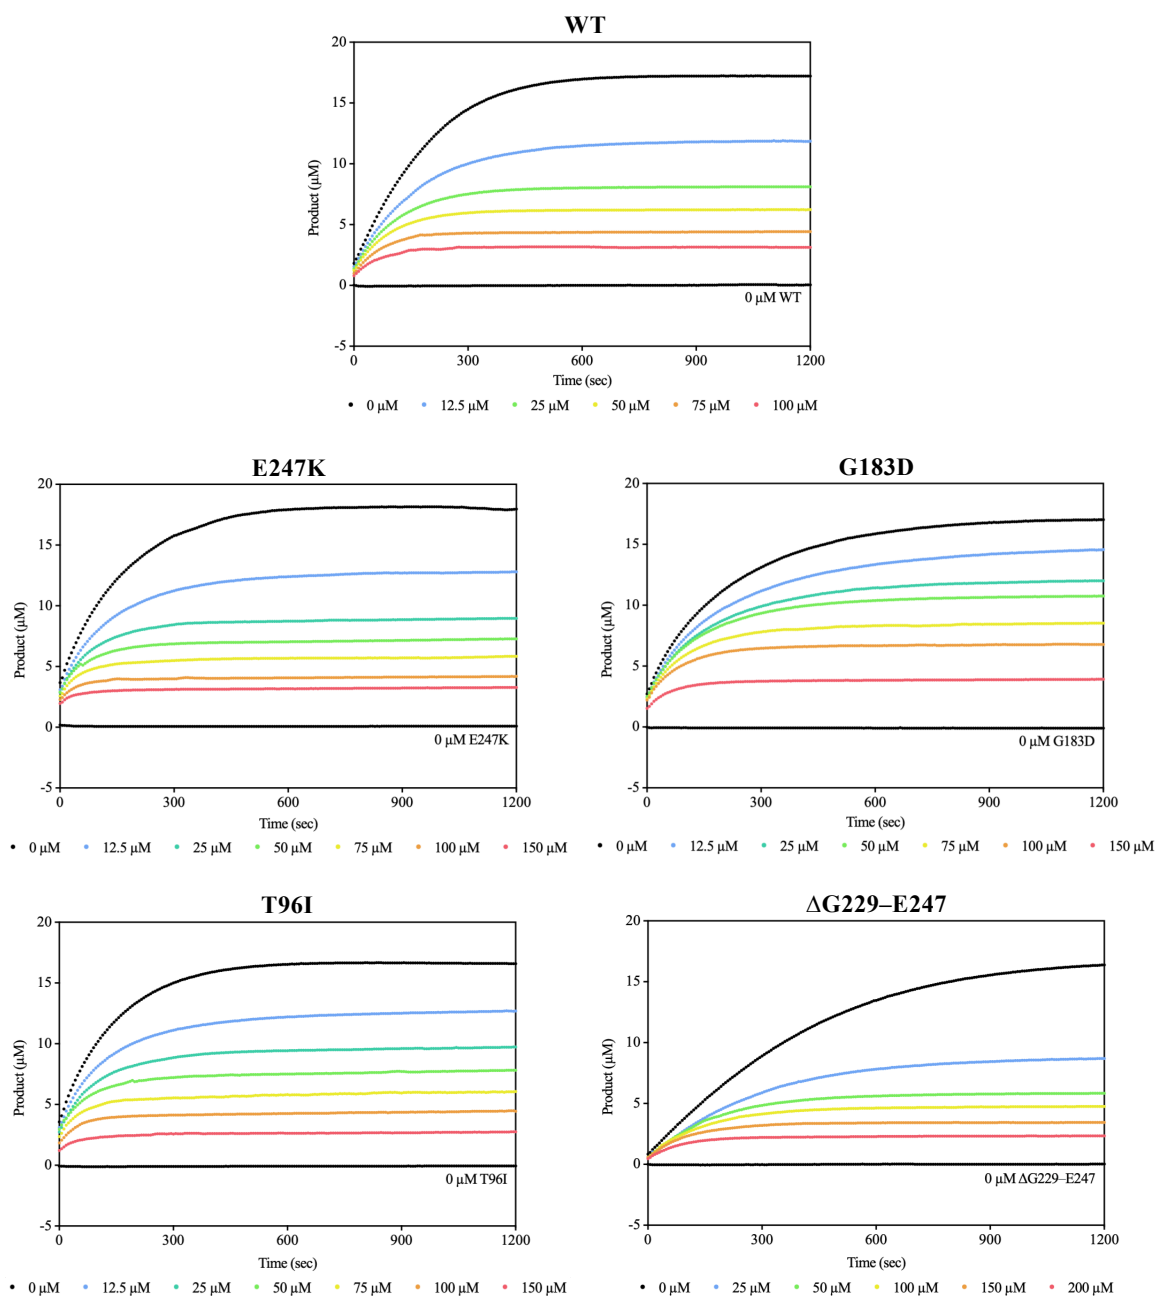 WT
20
15
10
5
0
-5
Product (µM)
0 µM WT
0 300 600 900 1200
Time (sec)
0 µM 12.5 µM 25 µM 50 µM 75 µM 100 µM
E247K
20
15
10
5
0
-5
Product (µM)
0 µM E247K
0 300 600 900 1200
Time (sec)
0 µM 12.5 µM 25 µM 50 µM 75 µM 100 µM 150 µM
G183D
20
15
10
5
0
-5
Product (µM)
0 µM G183D
0 300 600 900 1200
Time (sec)
0 µM 12.5 µM 25 µM 50 µM 75 µM 100 µM 150 µM
T96I
20
15
10
5
0
-5
Product (µM)
0 µM T96I
0 300 600 900 1200
Time (sec)
0 µM 12.5 µM 25 µM 50 µM 75 µM 100 µM 150 µM
ΔG229–E247
20
15
10
5
0
-5
Product (µM)
0 µM ΔG229–E247
0 300 600 900 1200
Time (sec)
0 µM 25 µM 50 µM 100 µM 150 µM 200 µM